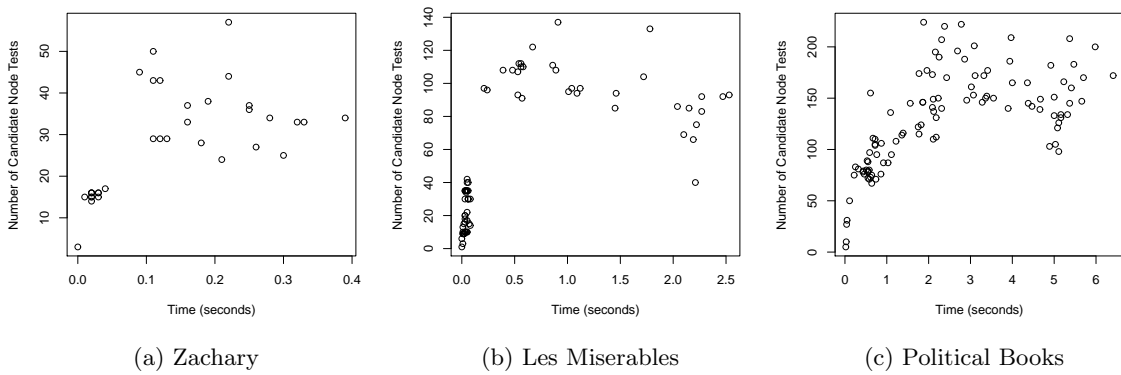 Number of Candidate Node Tests
50
40
30
20
10
0.0 0.1 0.2 0.3 0.4
Time (seconds)
(a) Zachary
Number of Candidate Node Tests
140
120
100
80
60
40
20
0
0.0 0.5 1.0 1.5 2.0 2.5
Time (seconds)
(b) Les Miserables
Number of Candidate Node Tests
200
150
100
50
0
0 1 2 3 4 5 6
Time (seconds)
(c) Political Books